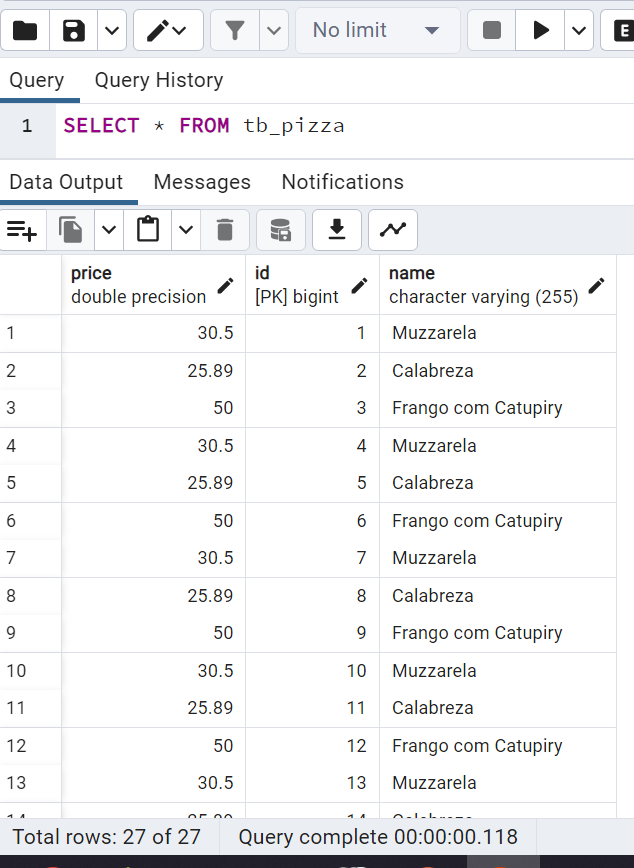 No limit
E
Query Query History
1 SELECT * FROM tb_pizza
Data Output Messages Notifications
price id name
double precision [PK] bigint character varying (255)
1 30.5 1 Muzzarela
2 25.89 2 Calabreza
3 50 3 Frango com Catupiry
4 30.5 4 Muzzarela
5 25.89 5 Calabreza
6 50 6 Frango com Catupiry
7 30.5 7 Muzzarela
8 25.89 8 Calabreza
9 50 9 Frango com Catupiry
10 30.5 10 Muzzarela
11 25.89 11 Calabreza
12 50 12 Frango com Catupiry
13 30.5 13 Muzzarela
14 25.89 14 Calabreza
Total rows: 27 of 27 Query complete 00:00:00.118